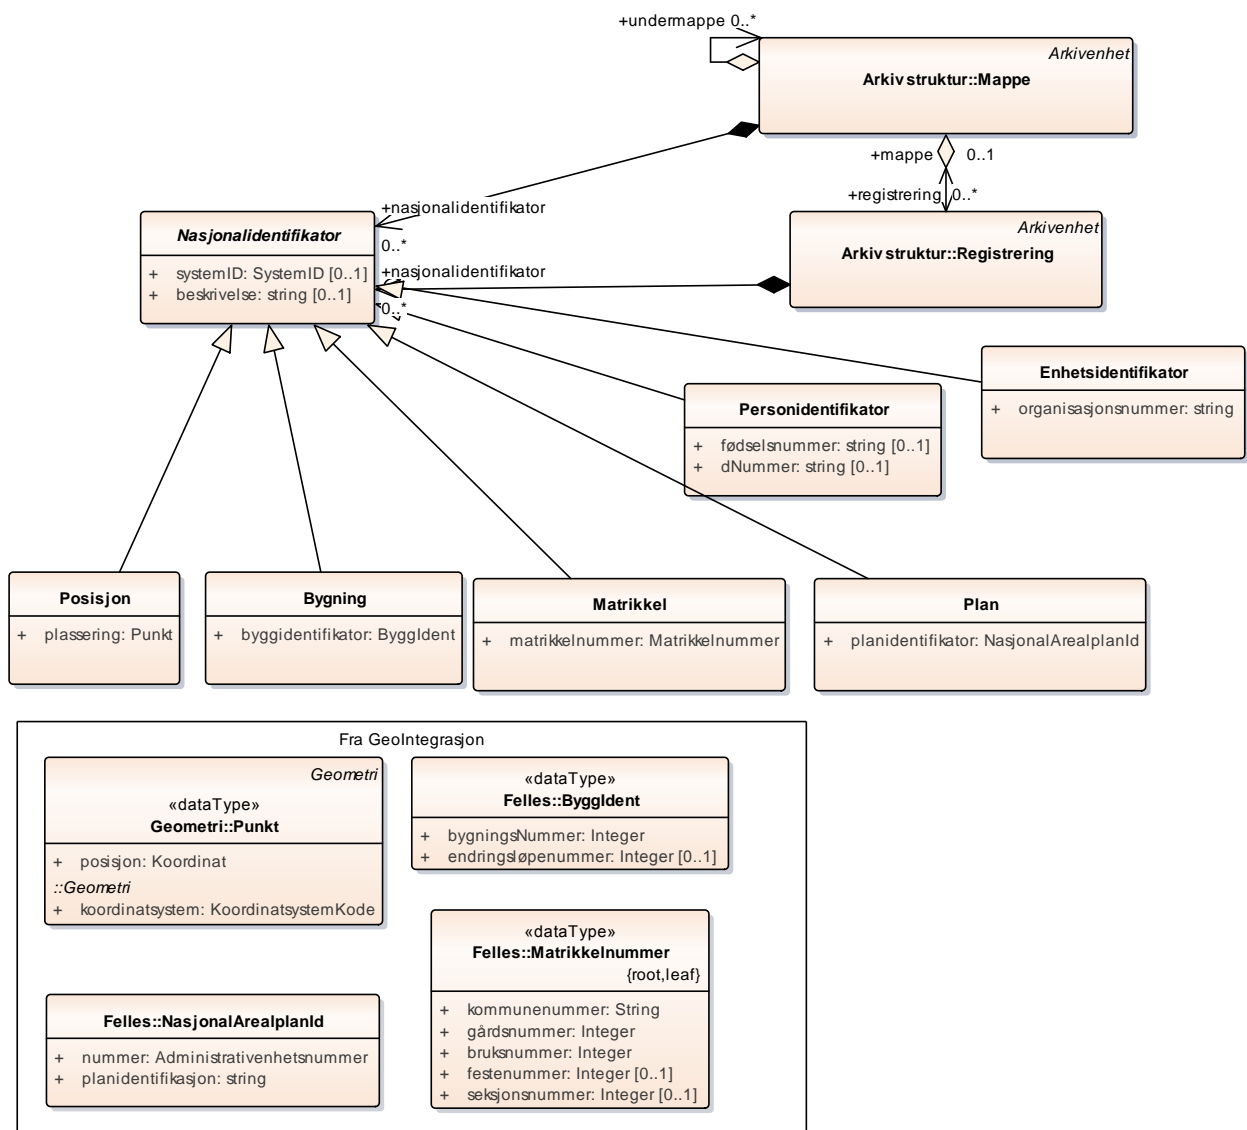 +undermappe 0..*
Arkivenhet
Arkivstruktur::Mappe
+mappe 0..1
+registrering 0..*
Arkivenhet
Arkivstruktur::Registrering
+nasjonalidentifikator
0..*
+nasjonalidentifikator
0..*
Nasjonalidentifikator
+ systemID: SystemID [0..1]
+ beskrivelse: string [0..1]
Enhetsidentifikator
+ organisasjonsnummer: string
Personidentifikator
+ fødselsnummer: string [0..1]
+ dNummer: string [0..1]
Posisjon
+ plassering: Punkt
Bygning
+ byggidentifikator: ByggIdent
Matrikkel
+ matrikkelnummer: Matrikkelnummer
Plan
+ planidentifikator: NasjonalArealplanId
Fra GeoIntegrasjon
Geometri
«dataType»
Geometri::Punkt
+ posisjon: Koordinat
::Geometri
+ koordinatsystem: KoordinatsystemKode
«dataType»
Felles::ByggIdent
+ bygningsNummer: Integer
+ endringsløpenummer: Integer [0..1]
«dataType»
Felles::Matrikkelnummer
{root,leaf}
+ kommunenummer: String
+ gårdsnummer: Integer
+ bruksnummer: Integer
+ festenummer: Integer [0..1]
+ seksjonsnummer: Integer [0..1]
Felles::NasjonalArealplanId
+ nummer: Administrativenhetsnummer
+ planidentifikasjon: string